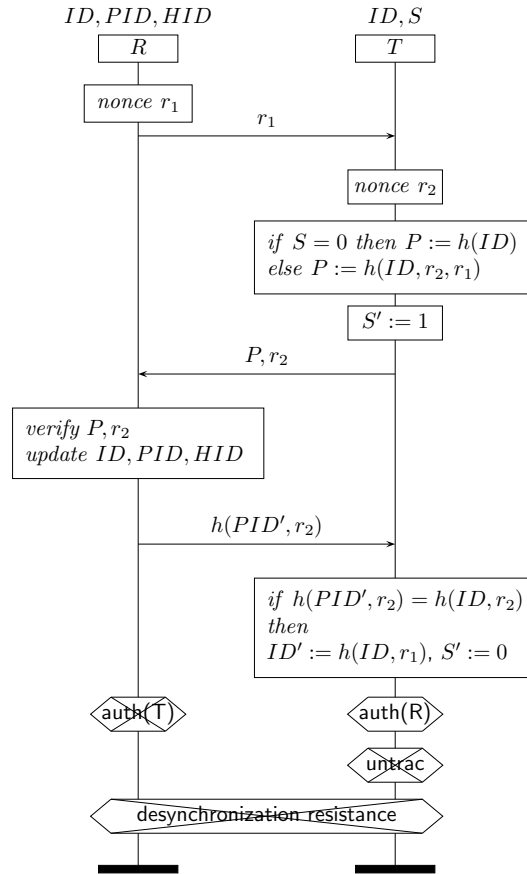 ID, PID, HID
ID, S
R
T
nonce r₁
r₁
nonce r₂
if S = 0 then P := h(ID)
else P := h(ID, r₂, r₁)
S′ := 1
P, r₂
verify P, r₂
update ID, PID, HID
h(PID′, r₂)
if h(PID′, r₂) = h(ID, r₂)
then
ID′ := h(ID, r₁), S′ := 0
auth(T)
auth(R)
untrac
desynchronization resistance